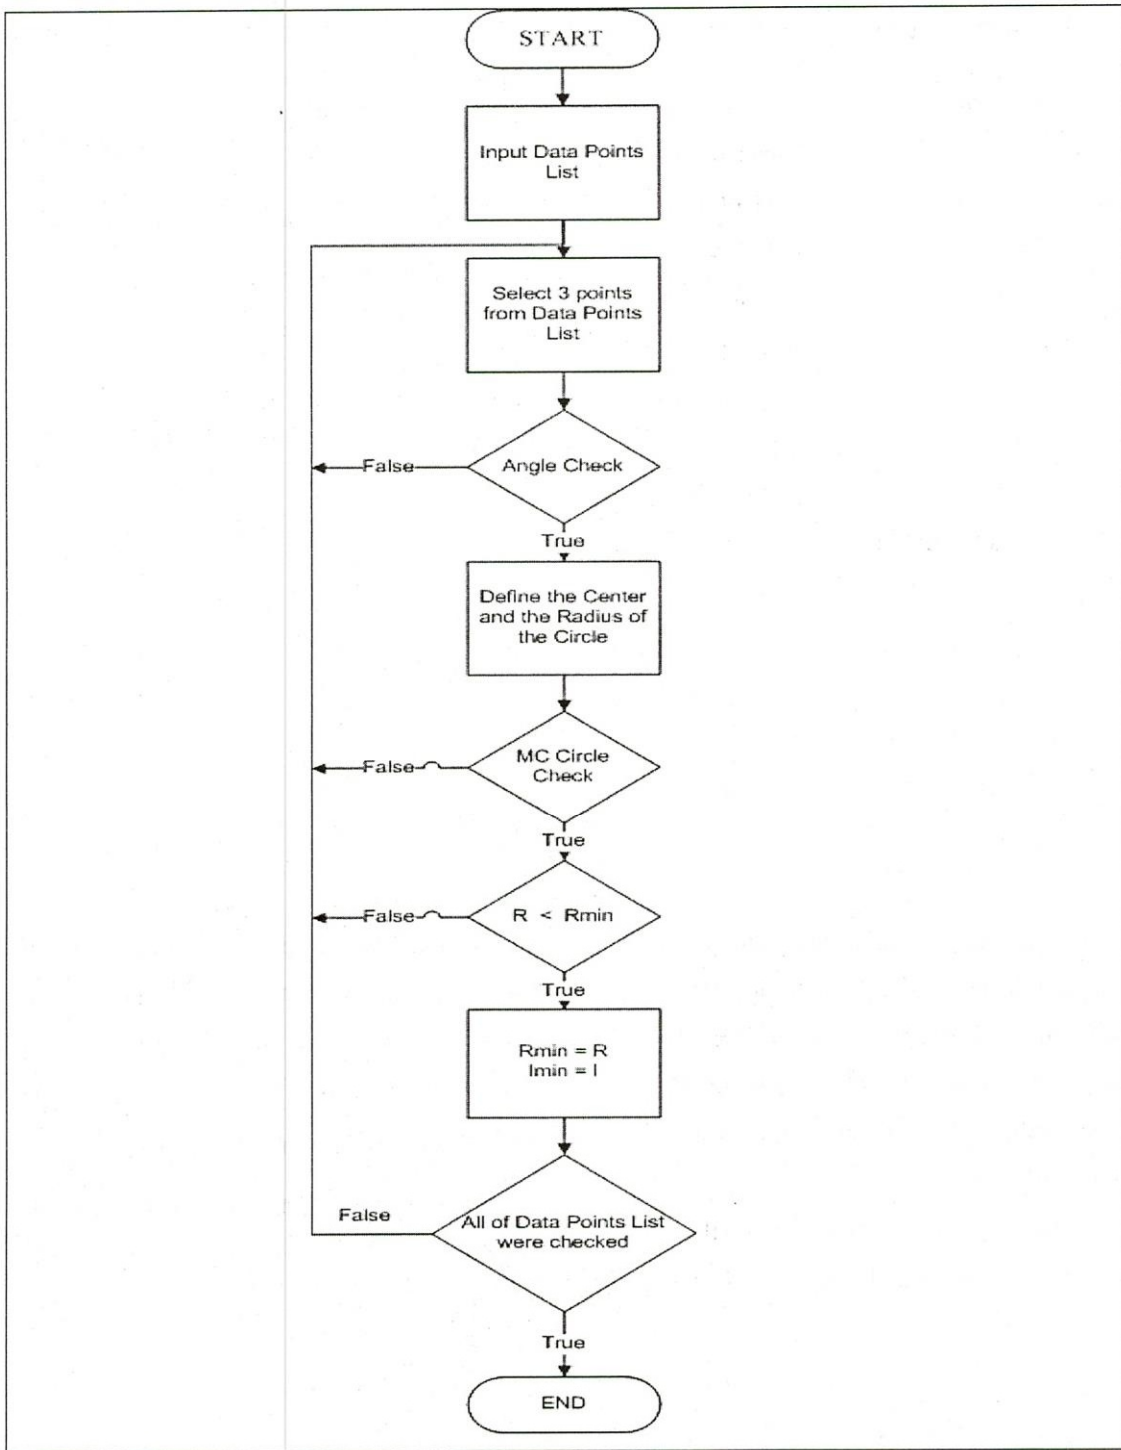 START
Input Data Points
List
Select 3 points
from Data Points
List
Angle Check
False
True
Define the Center
and the Radius of
the Circle
MC Circle
Check
False
True
R < Rmin
False
True
Rmin = R
Imin = I
All of Data Points List
were checked
False
True
END